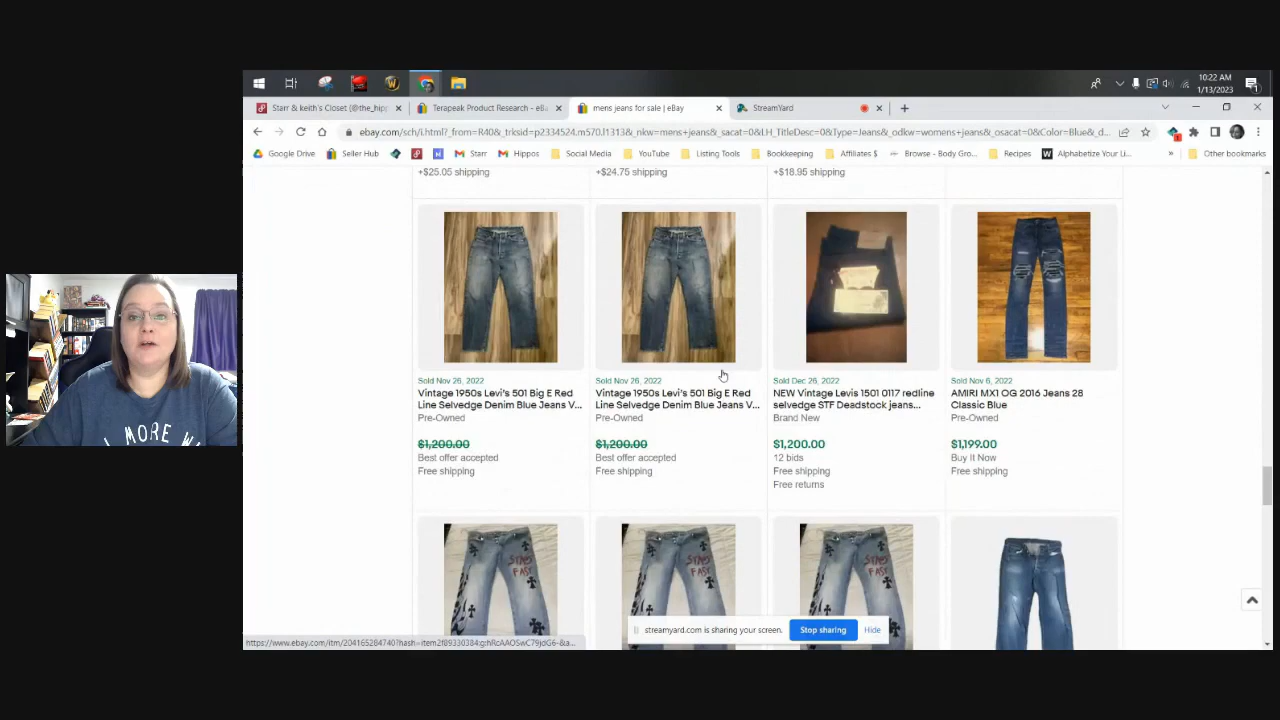 10:22 AM
1/13/2023
Starr & keith's Closet (@the_hipp
Terapeak Product Research - eBa
mens jeans for sale | eBay
StreamYard
ebay.com/sch/i.html?_from=R40&_trksid=p2334524.m570.l1313&_nkw=mens+jeans&_sacat=0&LH_TitleDesc=0&Type=Jeans&_odkw=womens+jeans&_osacat=0&Color=Blue&_d...
Google Drive
Seller Hub
Starr
Hippos
Social Media
YouTube
Listing Tools
Bookkeeping
Affiliates $
Browse - Body Gro...
Recipes
Alphabetize Your Li...
»
Other bookmarks
+$25.05 shipping
+$24.75 shipping
+$18.95 shipping
Sold Nov 26, 2022
Vintage 1950s Levi's 501 Big E Red
Line Selvedge Denim Blue Jeans V...
Pre-Owned
$1,200.00
Best offer accepted
Free shipping
Sold Nov 26, 2022
Vintage 1950s Levi's 501 Big E Red
Line Selvedge Denim Blue Jeans V...
Pre-Owned
$1,200.00
Best offer accepted
Free shipping
Sold Dec 26, 2022
NEW Vintage Levis 1501 0117 redline
selvedge STF Deadstock jeans...
Brand New
$1,200.00
12 bids
Free shipping
Free returns
Sold Nov 6, 2022
AMIRI MX1 OG 2016 Jeans 28
Classic Blue
Pre-Owned
$1,199.00
Buy It Now
Free shipping
STAY
FAST
streamyard.com is sharing your screen.
Stop sharing
Hide
MORE